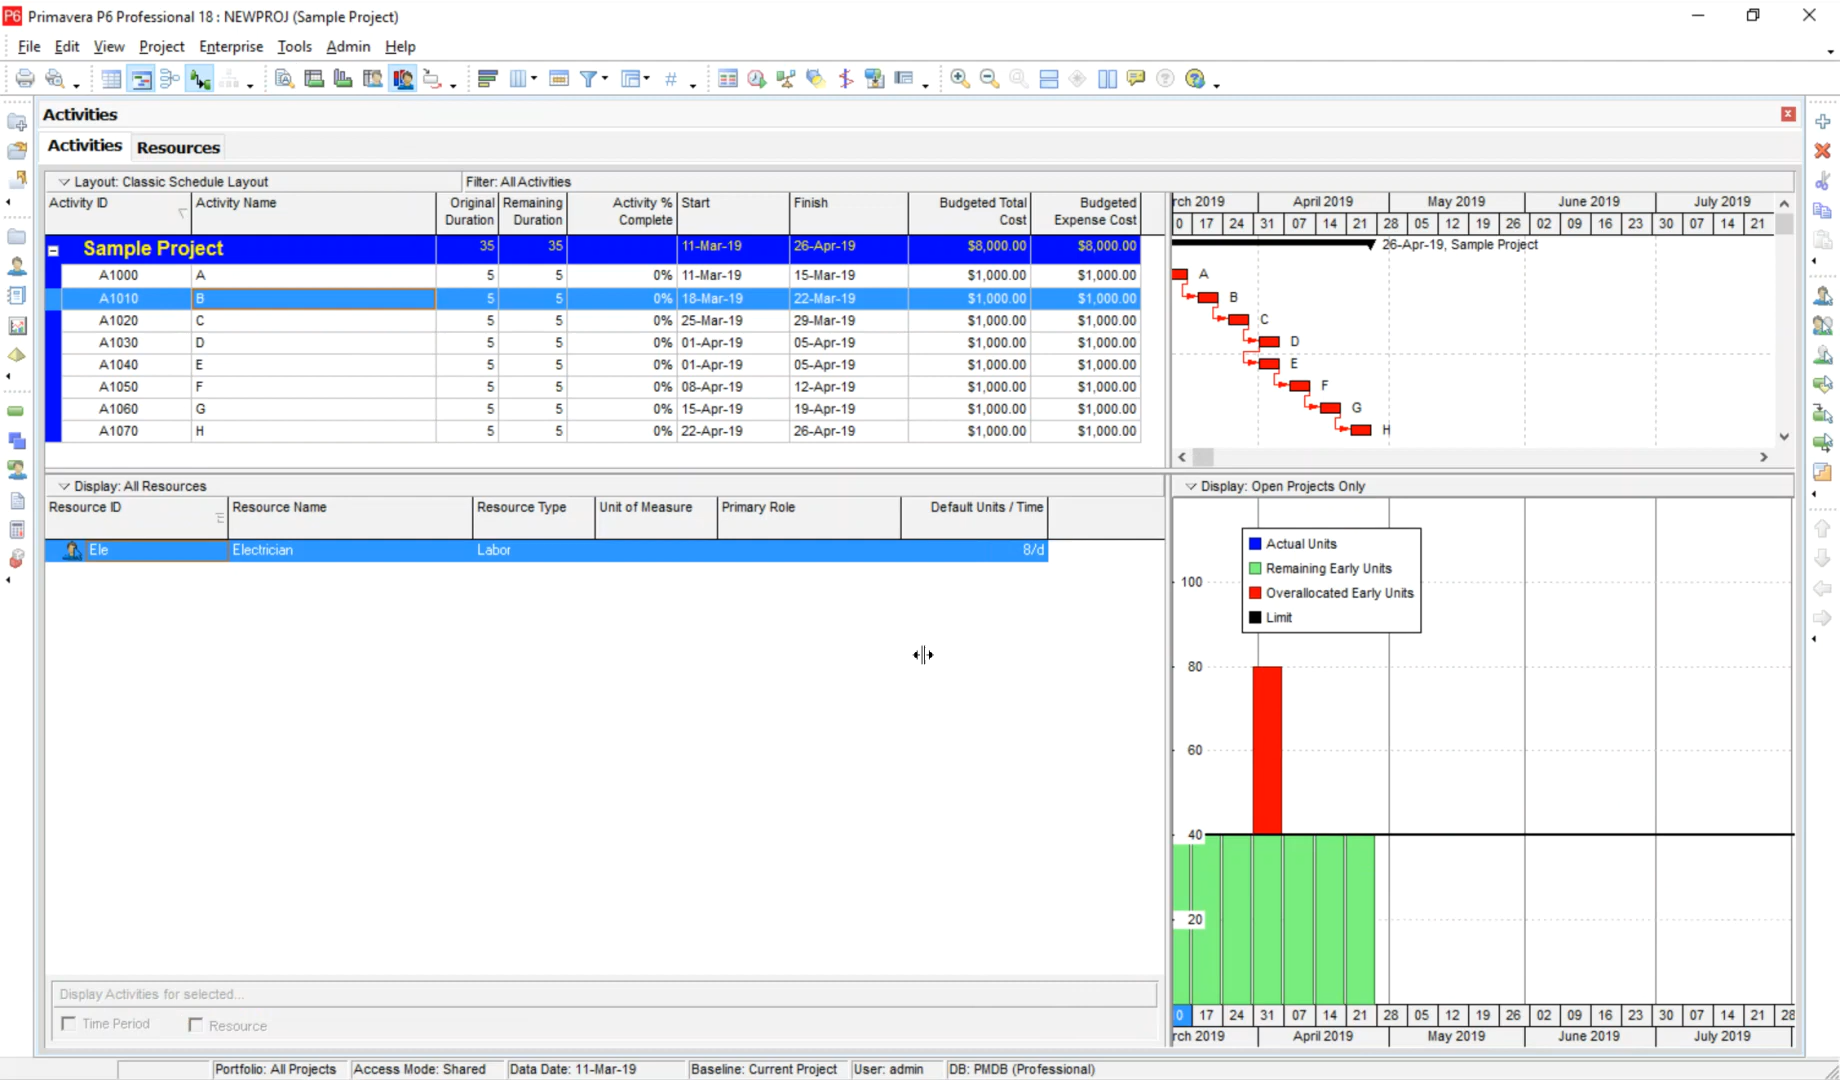 P6 Primavera P6 Professional 18 : NEWPROJ (Sample Project)
File Edit View Project Enterprise Tools Admin Help
Activities
Activities Resources
Layout: Classic Schedule Layout Filter: All Activities
Activity ID Activity Name Original Duration Remaining Duration Activity % Complete Start Finish Budgeted Total Cost Budgeted Expense Cost
Sample Project 35 35 11-Mar-19 26-Apr-19 $8,000.00 $8,000.00
A1000 A 5 5 0% 11-Mar-19 15-Mar-19 $1,000.00 $1,000.00
A1010 B 5 5 0% 18-Mar-19 22-Mar-19 $1,000.00 $1,000.00
A1020 C 5 5 0% 25-Mar-19 29-Mar-19 $1,000.00 $1,000.00
A1030 D 5 5 0% 01-Apr-19 05-Apr-19 $1,000.00 $1,000.00
A1040 E 5 5 0% 01-Apr-19 05-Apr-19 $1,000.00 $1,000.00
A1050 F 5 5 0% 08-Apr-19 12-Apr-19 $1,000.00 $1,000.00
A1060 G 5 5 0% 15-Apr-19 19-Apr-19 $1,000.00 $1,000.00
A1070 H 5 5 0% 22-Apr-19 26-Apr-19 $1,000.00 $1,000.00
rch 2019 April 2019 May 2019 June 2019 July 2019
0 17 24 31 07 14 21 28 05 12 19 26 02 09 16 23 30 07 14 21
26-Apr-19, Sample Project
A
B
C
D
E
F
G
H
Display: All Resources
Resource ID Resource Name Resource Type Unit of Measure Primary Role Default Units / Time
Ele Electrician Labor 8/d
Display Activities for selected...
Time Period Resource
Display: Open Projects Only
Actual Units
Remaining Early Units
Overallocated Early Units
Limit
100
80
60
40
20
0 17 24 31 07 14 21 28 05 12 19 26 02 09 16 23 30 07 14 21 28
rch 2019 April 2019 May 2019 June 2019 July 2019
Portfolio: All Projects Access Mode: Shared Data Date: 11-Mar-19 Baseline: Current Project User: admin DB: PMDB (Professional)